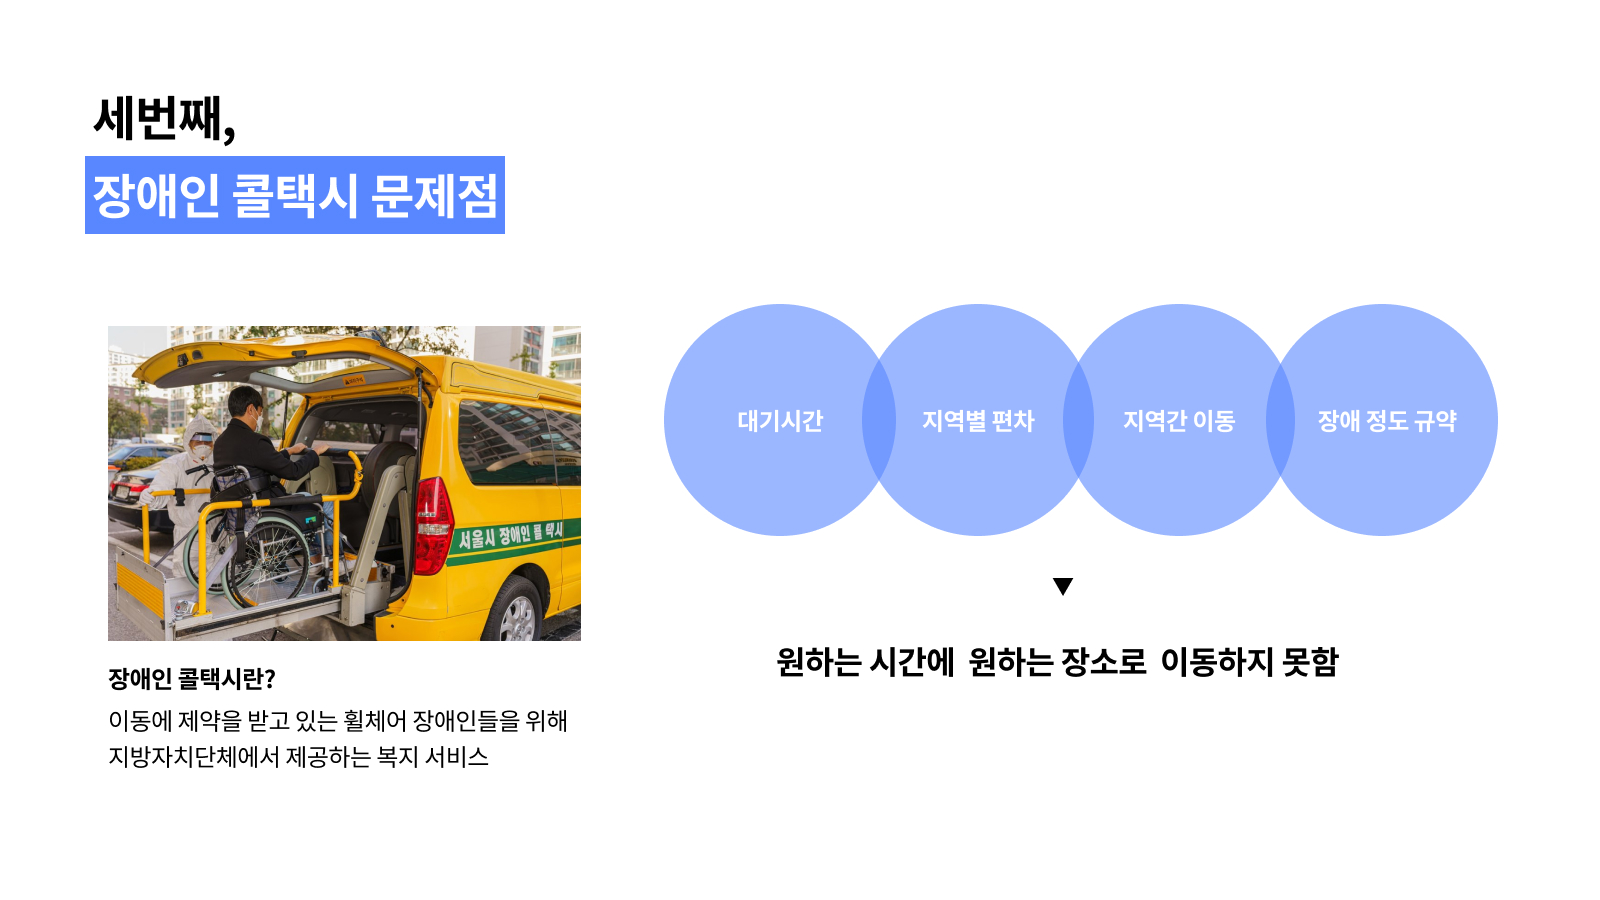 세번째,
장애인 콜택시 문제점
서울시 장애인 콜 택시
장애인 콜택시란?
이동에 제약을 받고 있는 휠체어 장애인들을 위해
지방자치단체에서 제공하는 복지 서비스
대기시간
지역별 편차
지역간 이동
장애 정도 규약
▼
원하는 시간에 원하는 장소로 이동하지 못함